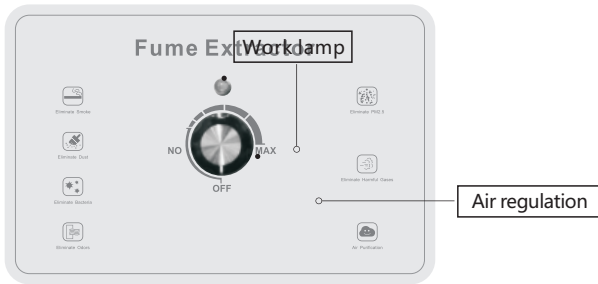 Fume Extractor
Work lamp
Eliminate Smoke
Eliminate PM2.5
Eliminate Dust
NO
MAX
OFF
Eliminate Harmful Gases
Eliminate Bacteria
Air regulation
Eliminate Odors
Air Purification